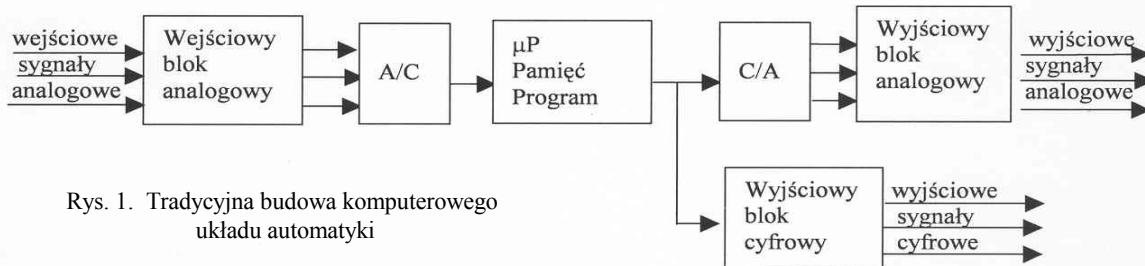 wejściowe
sygnały
analogowe
Wejściowy
blok
analogowy
A/C
µP
Pamięć
Program
C/A
Wyjściowy
blok
analogowy
wyjściowe
sygnały
analogowe
Wyjściowy
blok
cyfrowy
wyjściowe
sygnały
cyfrowe
Rys. 1. Tradycyjna budowa komputerowego
układu automatyki